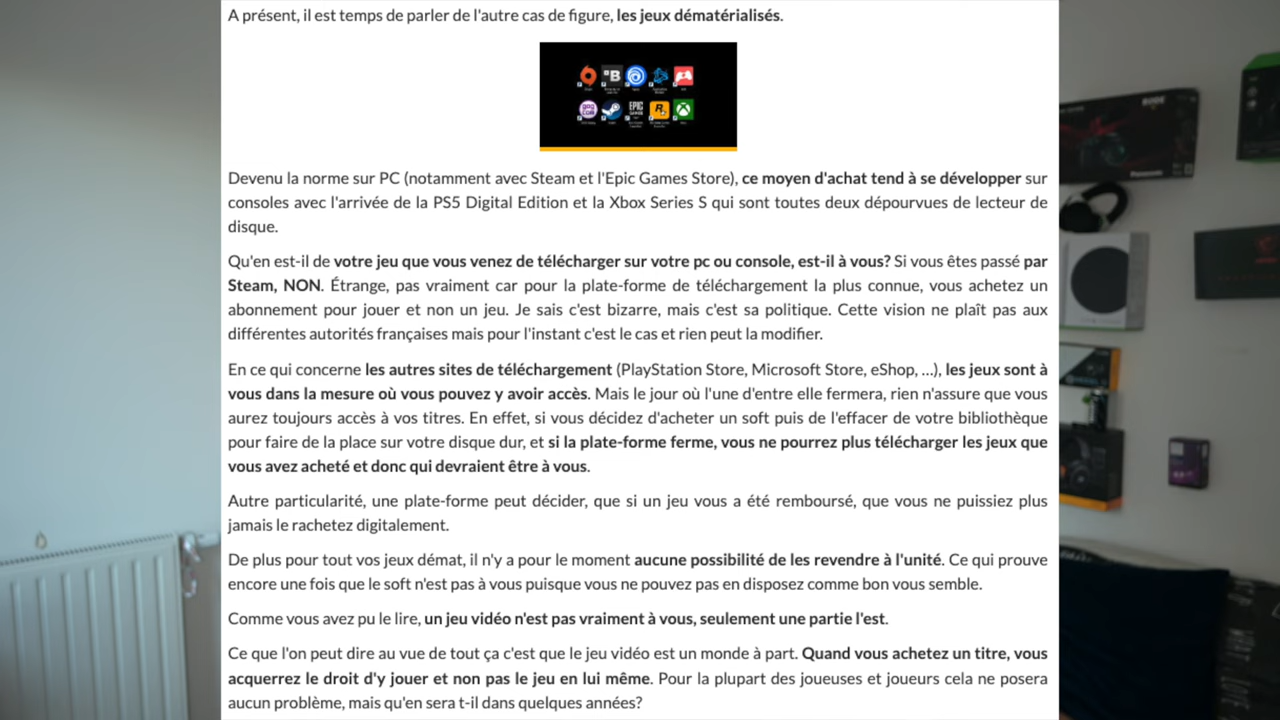 A présent, il est temps de parler de l'autre cas de figure, les jeux dématérialisés.
EPIC
GAMES
Devenu la norme sur PC (notamment avec Steam et l'Epic Games Store), ce moyen d'achat tend à se développer sur
consoles avec l'arrivée de la PS5 Digital Edition et la Xbox Series S qui sont toutes deux dépourvues de lecteur de
disque.
Qu'en est-il de votre jeu que vous venez de télécharger sur votre pc ou console, est-il à vous? Si vous êtes passé par
Steam, NON. Étrange, pas vraiment car pour la plate-forme de téléchargement la plus connue, vous achetez un
abonnement pour jouer et non un jeu. Je sais c'est bizarre, mais c'est sa politique. Cette vision ne plaît pas aux
différentes autorités françaises mais pour l'instant c'est le cas et rien peut la modifier.
En ce qui concerne les autres sites de téléchargement (PlayStation Store, Microsoft Store, eShop, ...), les jeux sont à
vous dans la mesure où vous pouvez y avoir accès. Mais le jour où l'une d'entre elle fermera, rien n'assure que vous
aurez toujours accès à vos titres. En effet, si vous décidez d'acheter un soft puis de l'effacer de votre bibliothèque
pour faire de la place sur votre disque dur, et si la plate-forme ferme, vous ne pourrez plus télécharger les jeux que
vous avez acheté et donc qui devraient être à vous.
Autre particularité, une plate-forme peut décider, que si un jeu vous a été remboursé, que vous ne puissiez plus
jamais le rachetez digitalement.
De plus pour tout vos jeux démat, il n'y a pour le moment aucune possibilité de les revendre à l'unité. Ce qui prouve
encore une fois que le soft n'est pas à vous puisque vous ne pouvez pas en disposez comme bon vous semble.
Comme vous avez pu le lire, un jeu vidéo n'est pas vraiment à vous, seulement une partie l'est.
Ce que l'on peut dire au vue de tout ça c'est que le jeu vidéo est un monde à part. Quand vous achetez un titre, vous
acquerrez le droit d'y jouer et non pas le jeu en lui même. Pour la plupart des joueuses et joueurs cela ne posera
aucun problème, mais qu'en sera t-il dans quelques années?